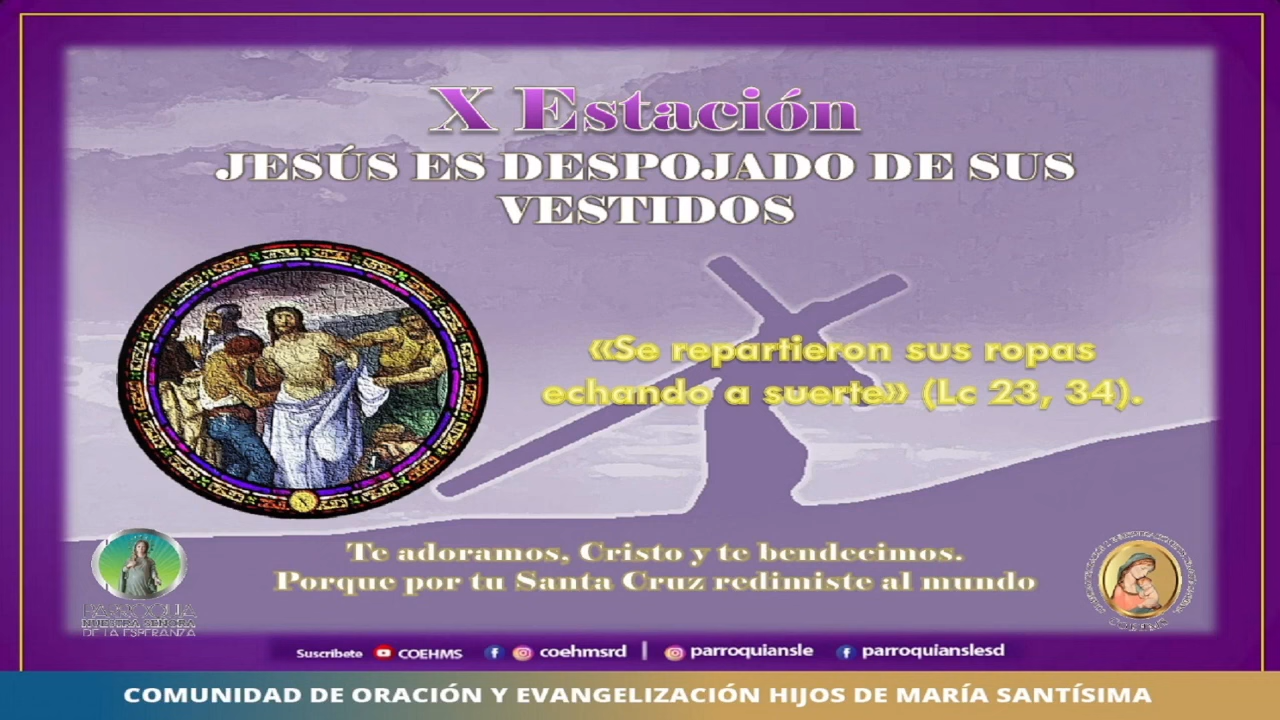 X Estación
JESÚS ES DESPOJADO DE SUS
VESTIDOS
«Se repartieron sus ropas
echando a suerte» (Lc 23, 34).
Te adoramos, Cristo y te bendecimos.
Porque por tu Santa Cruz redimiste al mundo
PARROQUIA
NUESTRA SEÑORA
DE LA ESPERANZA
COEHMS
Suscribete COEHMS coehmsrd | parroquiansle parroquianslesd
COMUNIDAD DE ORACIÓN Y EVANGELIZACIÓN HIJOS DE MARÍA SANTÍSIMA